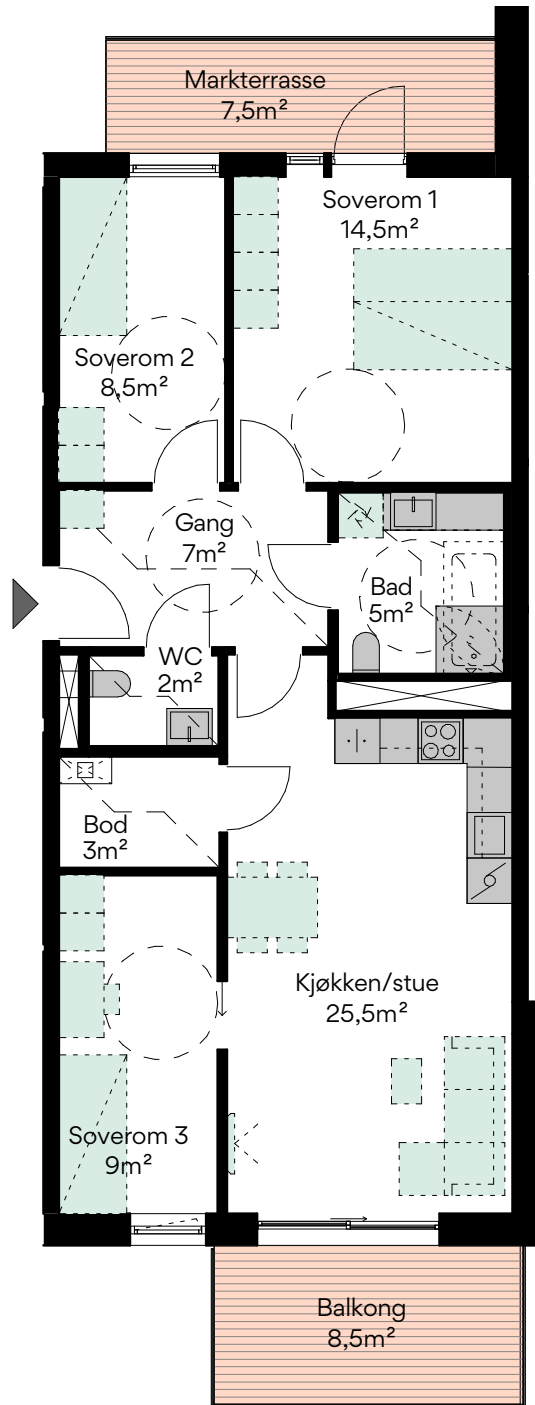 Markterrasse
7,5m²
Soverom 1
14,5m²
Soverom 2
8,5m²
Gang
7m²
Bad
5m²
WC
2m²
Bod
3m²
Kjøkken/stue
25,5m²
Soverom 3
9m²
Balkong
8,5m²